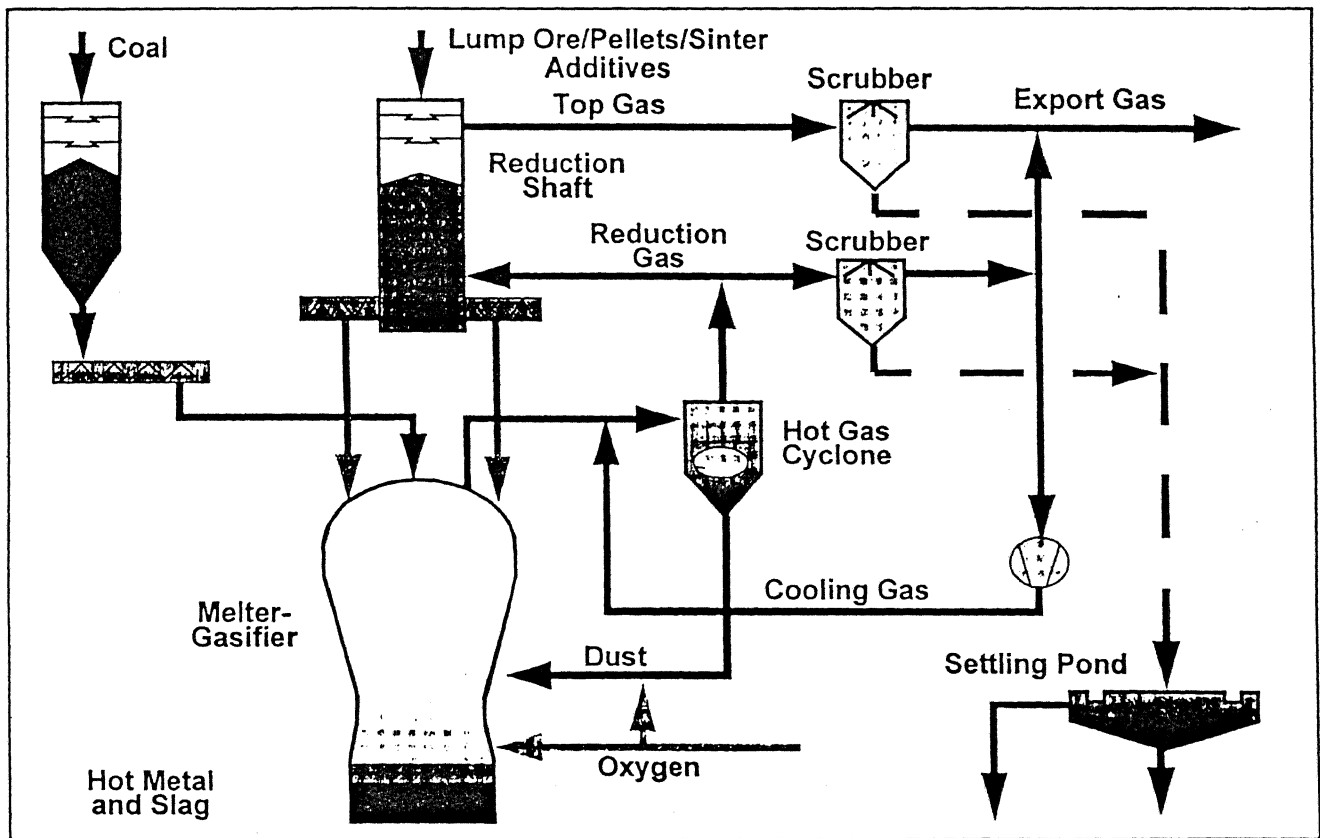 Coal
Lump Ore/Pellets/Sinter
Additives
Top Gas
Scrubber
Export Gas
Reduction
Shaft
Reduction
Gas
Scrubber
Hot Gas
Cyclone
Cooling Gas
Melter-
Gasifier
Dust
Settling Pond
Oxygen
Hot Metal
and Slag